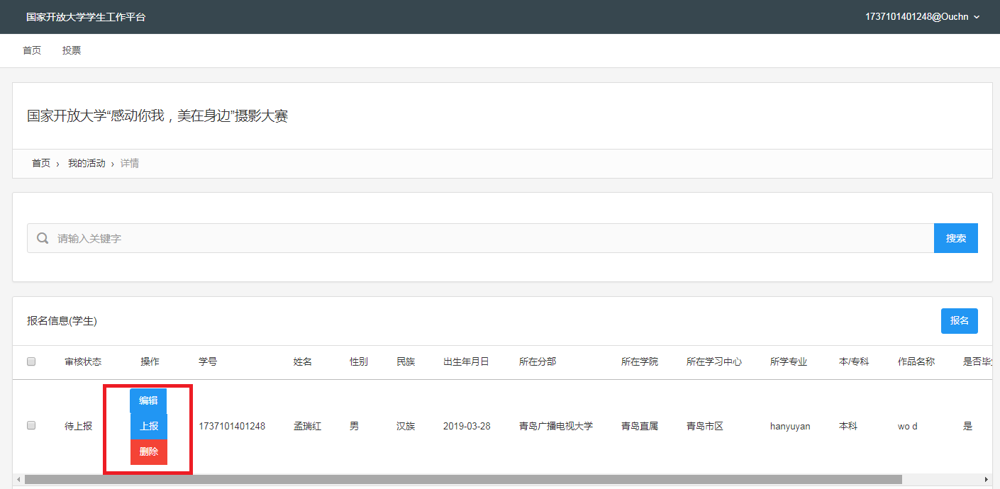 国家开放大学学生工作平台 1737101401248@Ouchn
首页 投票
国家开放大学“感动你我，美在身边”摄影大赛
首页 › 我的活动 › 详情
请输入关键字 搜索
报名信息(学生) 报名
审核状态 操作 学号 姓名 性别 民族 出生年月日 所在分部 所在学院 所在学习中心 所学专业 本/专科 作品名称 是否毕
编辑
待上报 上报 1737101401248 孟瑞红 男 汉族 2019-03-28 青岛广播电视大学 青岛直属 青岛市区 hanyuyan 本科 wo d 是
删除